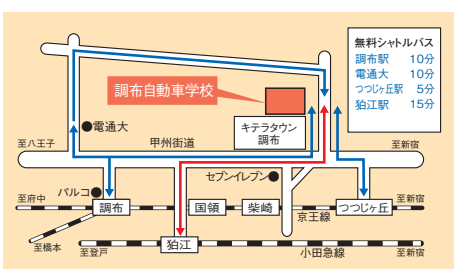 無料シャトルバス
調布駅 10分
電通大 10分
つつじヶ丘駅 5分
狛江駅 15分
調布自動車学校
●電通大
キテラタウン
調布
至八王子
甲州街道
至新宿
セブンイレブン●
パルコ●
至府中
調布
国領
柴崎
京王線
つつじヶ丘
至新宿
至橋本
至登戸
狛江
小田急線
至新宿